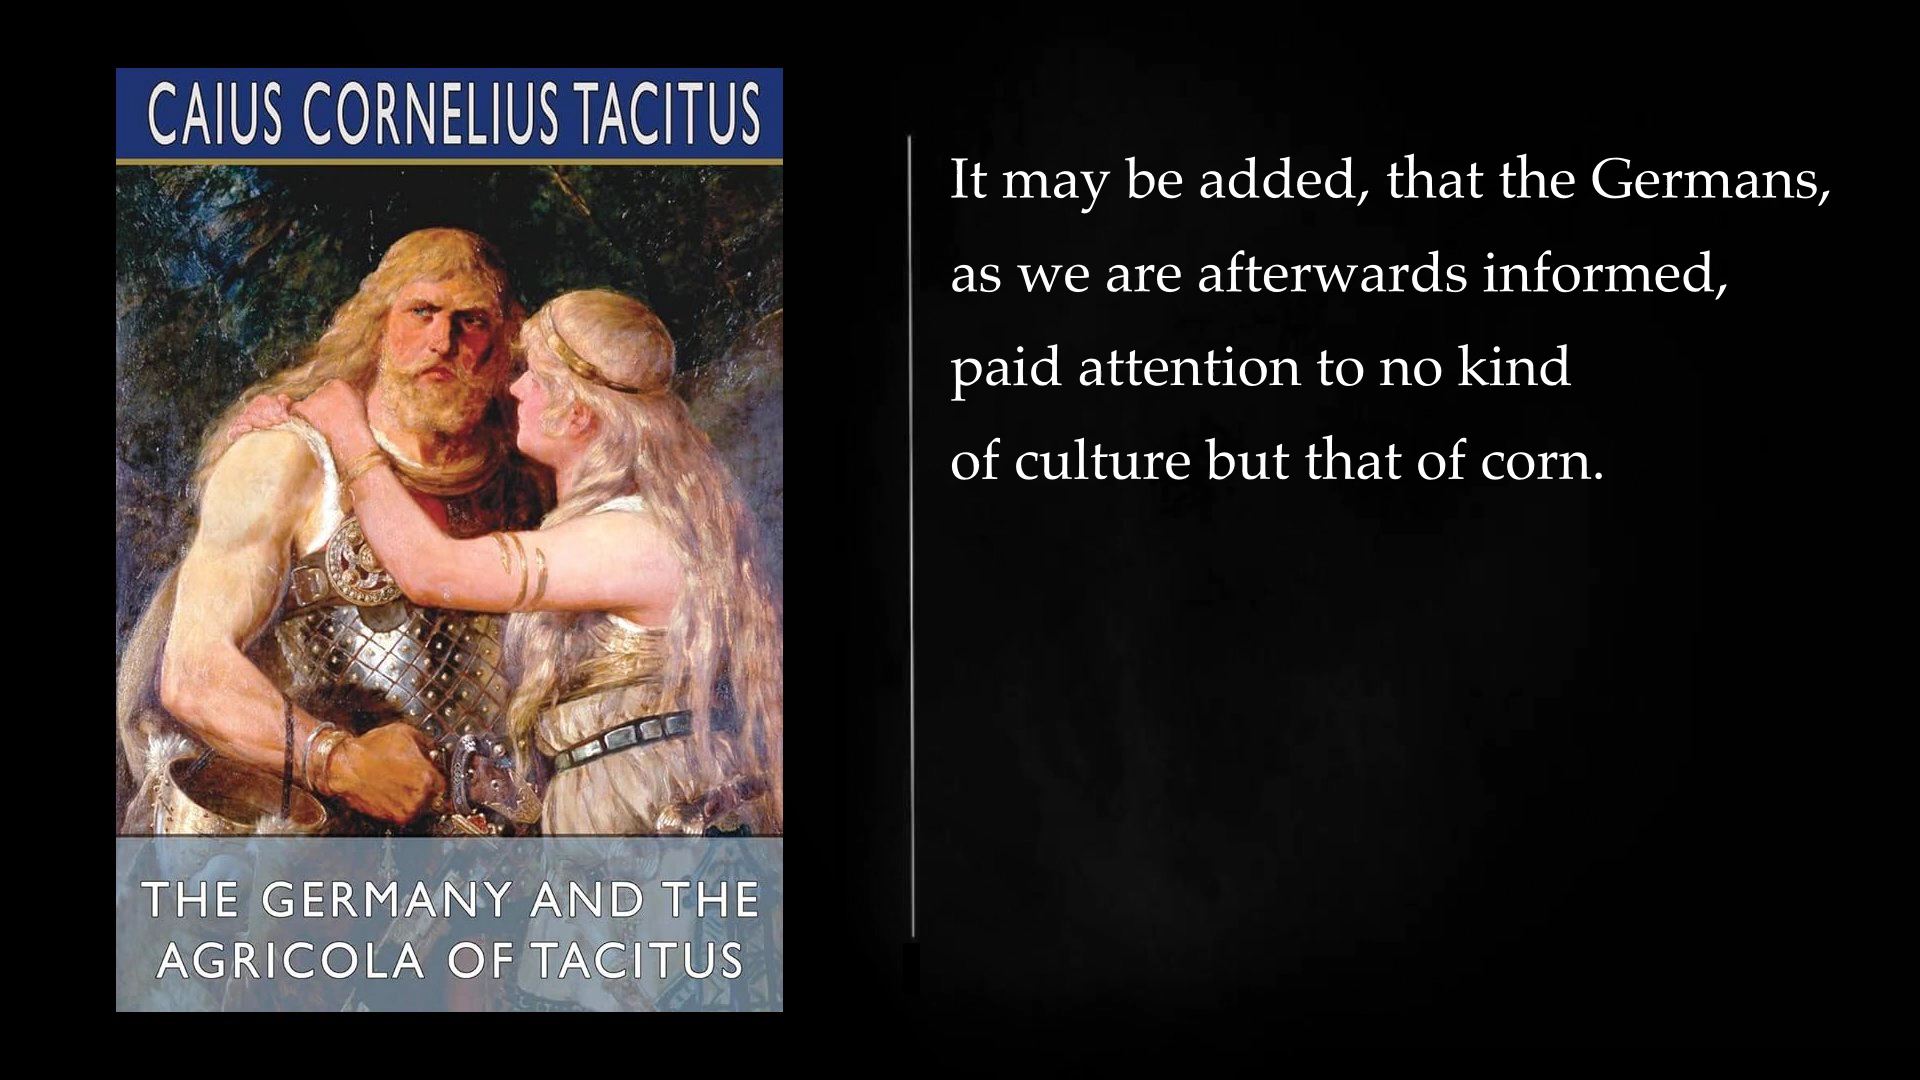 CAIUS CORNELIUS TACITUS
THE GERMANY AND THE
AGRICOLA OF TACITUS
It may be added, that the Germans,
as we are afterwards informed,
paid attention to no kind
of culture but that of corn.